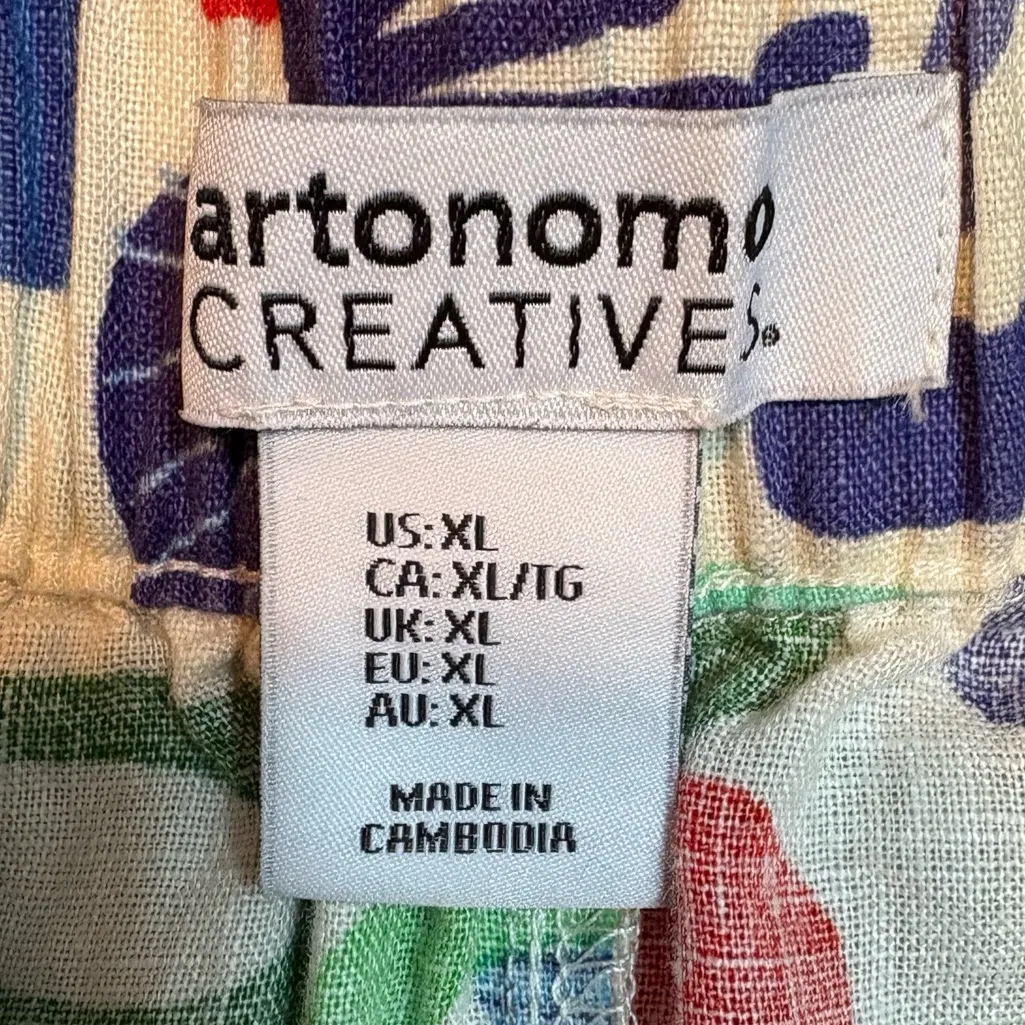 artonomo
CREATIVES.
US: XL
CA: XL/TG
UK: XL
EU: XL
AU: XL
MADE IN
CAMBODIA